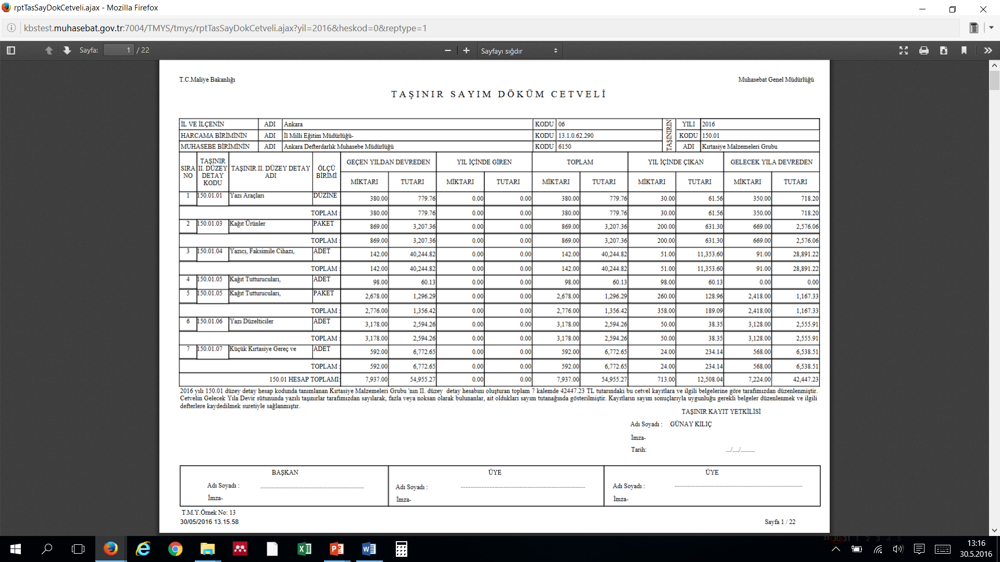 rptTasSayDokCetveli.ajax - Mozilla Firefox
kbstest.muhasebat.gov.tr:7004/TMYS/tmys/rptTasSayDokCetveli.ajax?yil=2016&heskod=0&reptype=1
Sayfa: 1 / 22 Sayfayı sığdır
T.C.Maliye Bakanlığı Muhasebat Genel Müdürlüğü
TAŞINIR SAYIM DÖKÜM CETVELİ
İL VE İLÇENİN ADI Ankara KODU 06 TAŞINIRIN YILI 2016
HARCAMA BİRİMİNİN ADI İl Milli Eğitim Müdürlüğü- KODU 13.1.0.62.290 KODU 150.01
MUHASEBE BİRİMİNİN ADI Ankara Defterdarlık Muhasebe Müdürlüğü KODU 6150 ADI Kırtasiye Malzemeleri Grubu
SIRA NO TAŞINIR II. DÜZEY DETAY KODU TAŞINIR II. DÜZEY DETAY ADI ÖLÇÜ BİRİMİ GEÇEN YILDAN DEVREDEN YIL İÇİNDE GİREN TOPLAM YIL İÇİNDE ÇIKAN GELECEK YILA DEVREDEN
MİKTARI TUTARI MİKTARI TUTARI MİKTARI TUTARI MİKTARI TUTARI MİKTARI TUTARI
1 150.01.01 Yazı Araçları DÜZİNE 380.00 779.76 0.00 0.00 380.00 779.76 30.00 61.56 350.00 718.20
TOPLAM : 380.00 779.76 0.00 0.00 380.00 779.76 30.00 61.56 350.00 718.20
2 150.01.03 Kağıt Ürünler PAKET 869.00 3,207.36 0.00 0.00 869.00 3,207.36 200.00 631.30 669.00 2,576.06
TOPLAM : 869.00 3,207.36 0.00 0.00 869.00 3,207.36 200.00 631.30 669.00 2,576.06
3 150.01.04 Yazıcı, Faksimile Cihazı, ADET 142.00 40,244.82 0.00 0.00 142.00 40,244.82 51.00 11,353.60 91.00 28,891.22
TOPLAM : 142.00 40,244.82 0.00 0.00 142.00 40,244.82 51.00 11,353.60 91.00 28,891.22
4 150.01.05 Kağıt Tutturucuları, ADET 98.00 60.13 0.00 0.00 98.00 60.13 98.00 60.13 0.00 0.00
5 150.01.05 Kağıt Tutturucuları, PAKET 2,678.00 1,296.29 0.00 0.00 2,678.00 1,296.29 260.00 128.96 2,418.00 1,167.33
TOPLAM : 2,776.00 1,356.42 0.00 0.00 2,776.00 1,356.42 358.00 189.09 2,418.00 1,167.33
6 150.01.06 Yazı Düzelticiler ADET 3,178.00 2,594.26 0.00 0.00 3,178.00 2,594.26 50.00 38.35 3,128.00 2,555.91
TOPLAM : 3,178.00 2,594.26 0.00 0.00 3,178.00 2,594.26 50.00 38.35 3,128.00 2,555.91
7 150.01.07 Küçük Kırtasiye Gereç ve ADET 592.00 6,772.65 0.00 0.00 592.00 6,772.65 24.00 234.14 568.00 6,538.51
TOPLAM : 592.00 6,772.65 0.00 0.00 592.00 6,772.65 24.00 234.14 568.00 6,538.51
150.01 HESAP TOPLAMI: 7,937.00 54,955.27 0.00 0.00 7,937.00 54,955.27 713.00 12,508.04 7,224.00 42,447.23
2016 yılı 150.01 düzey detay hesap kodunda tanımlanan Kırtasiye Malzemeleri Grubu 'nın II. düzey detay hesabını oluşturan toplam 7 kalemde 42447.23 TL tutarındaki bu cetvel kayıtlara ve ilgili belgelerine göre tarafımızdan düzenlenmiştir.
Cetvelin Gelecek Yıla Devir sütununda yazılı taşınırlar tarafımızdan sayılarak, fazla veya noksan olarak bulunanlar, ait oldukları sayım tutanağında gösterilmiştir. Kayıtların sayım sonuçlarıyla uygunluğu gerekli belgeler düzenlenmek ve ilgili
defterlere kaydedilmek suretiyle sağlanmıştır.
TAŞINIR KAYIT YETKİLİSİ
Adı Soyadı : GÜNAY KILIÇ
İmza-
Tarih: .../..../.........
BAŞKAN ÜYE ÜYE
Adı Soyadı : Adı Soyadı : Adı Soyadı :
İmza- İmza- İmza-
T.M.Y.Örnek No: 13
30/05/2016 13.15.58 Sayfa 1 / 22
22 30 31 1 2 3 4 5
13:16
30.5.2016